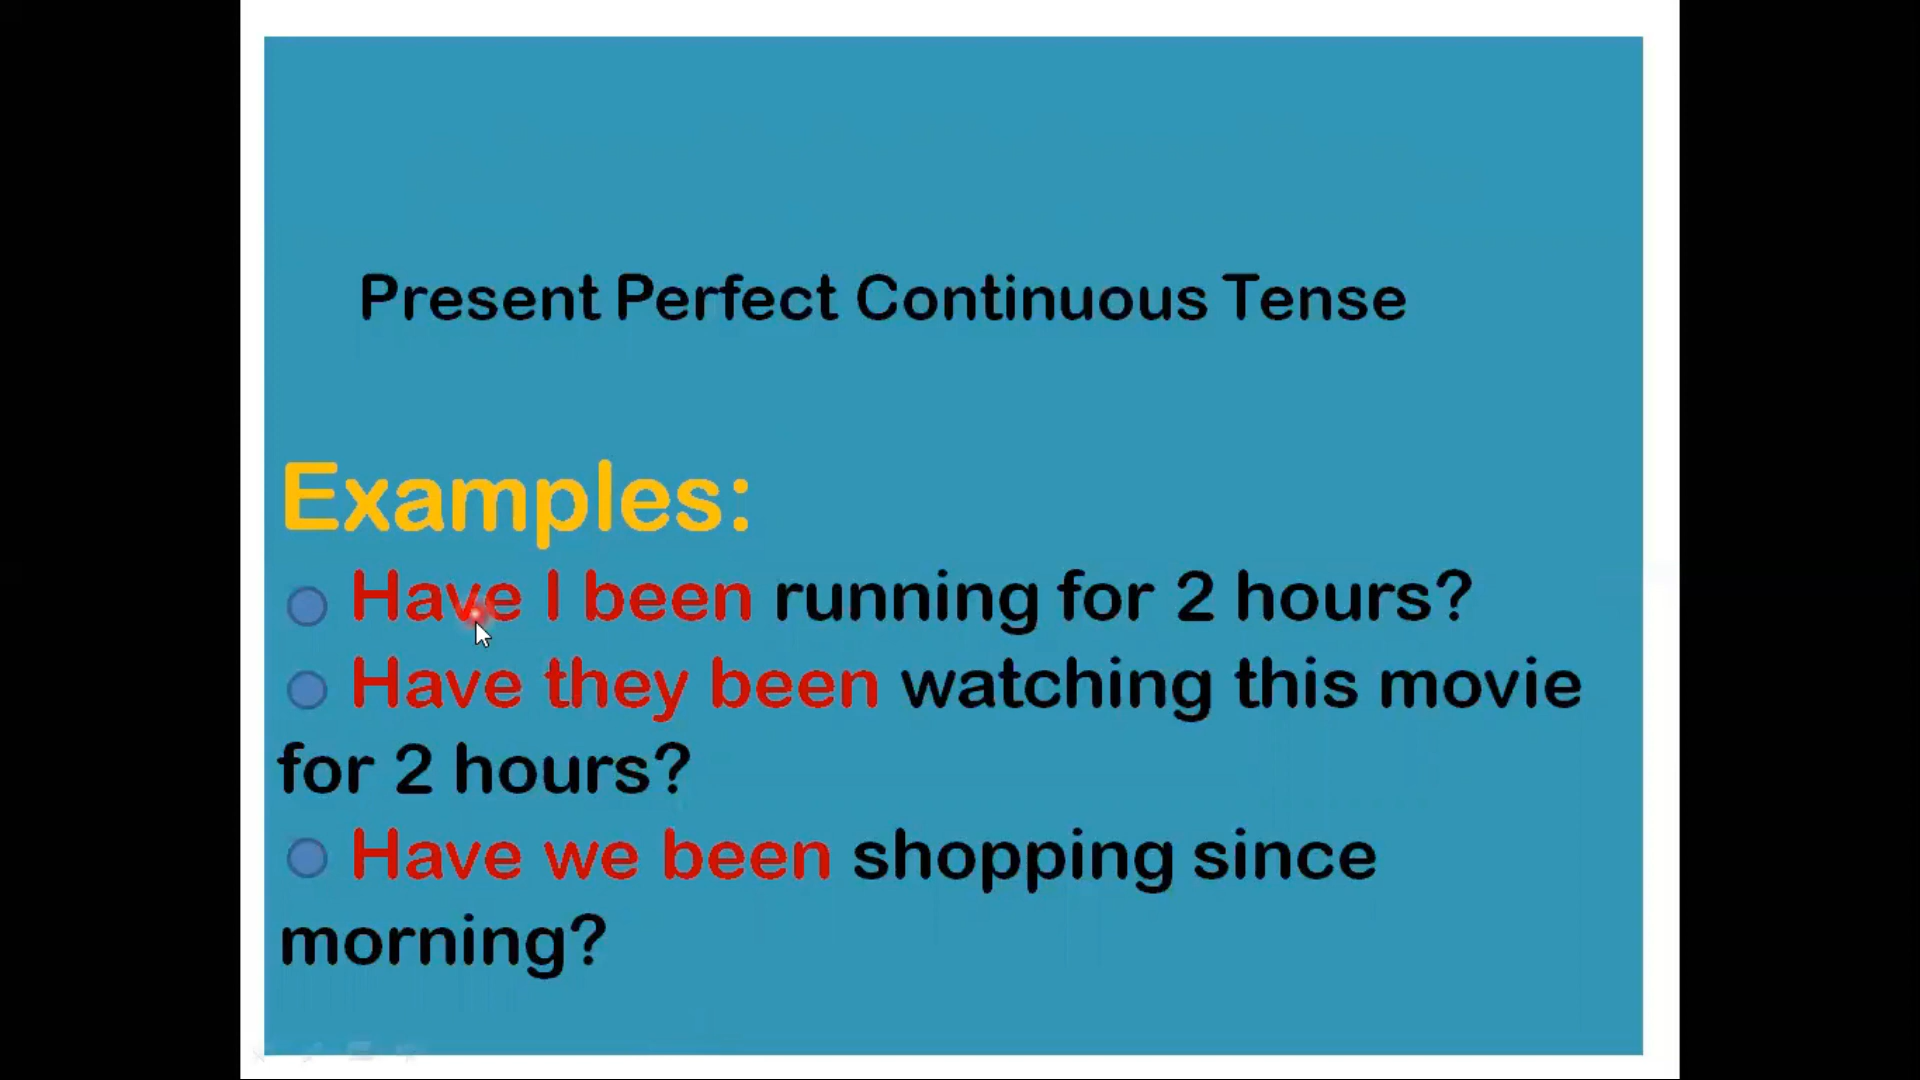 Present Perfect Continuous Tense
Examples:
Have I been running for 2 hours?
Have they been watching this movie
for 2 hours?
Have we been shopping since
morning?